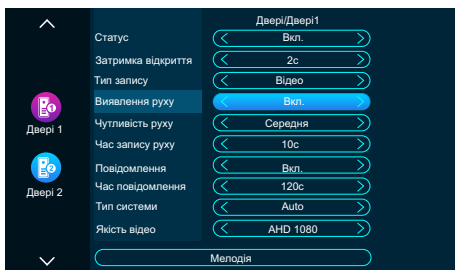 Двері/Двері1
Статус Вкл.
Затримка відкриття 2с
Тип запису Відео
Виявлення руху Вкл.
Чутливість руху Середня
Час запису руху 10с
Повідомлення Вкл.
Час повідомлення 120с
Тип системи Auto
Якість відео AHD 1080
Мелодія
Двері 1
Двері 2